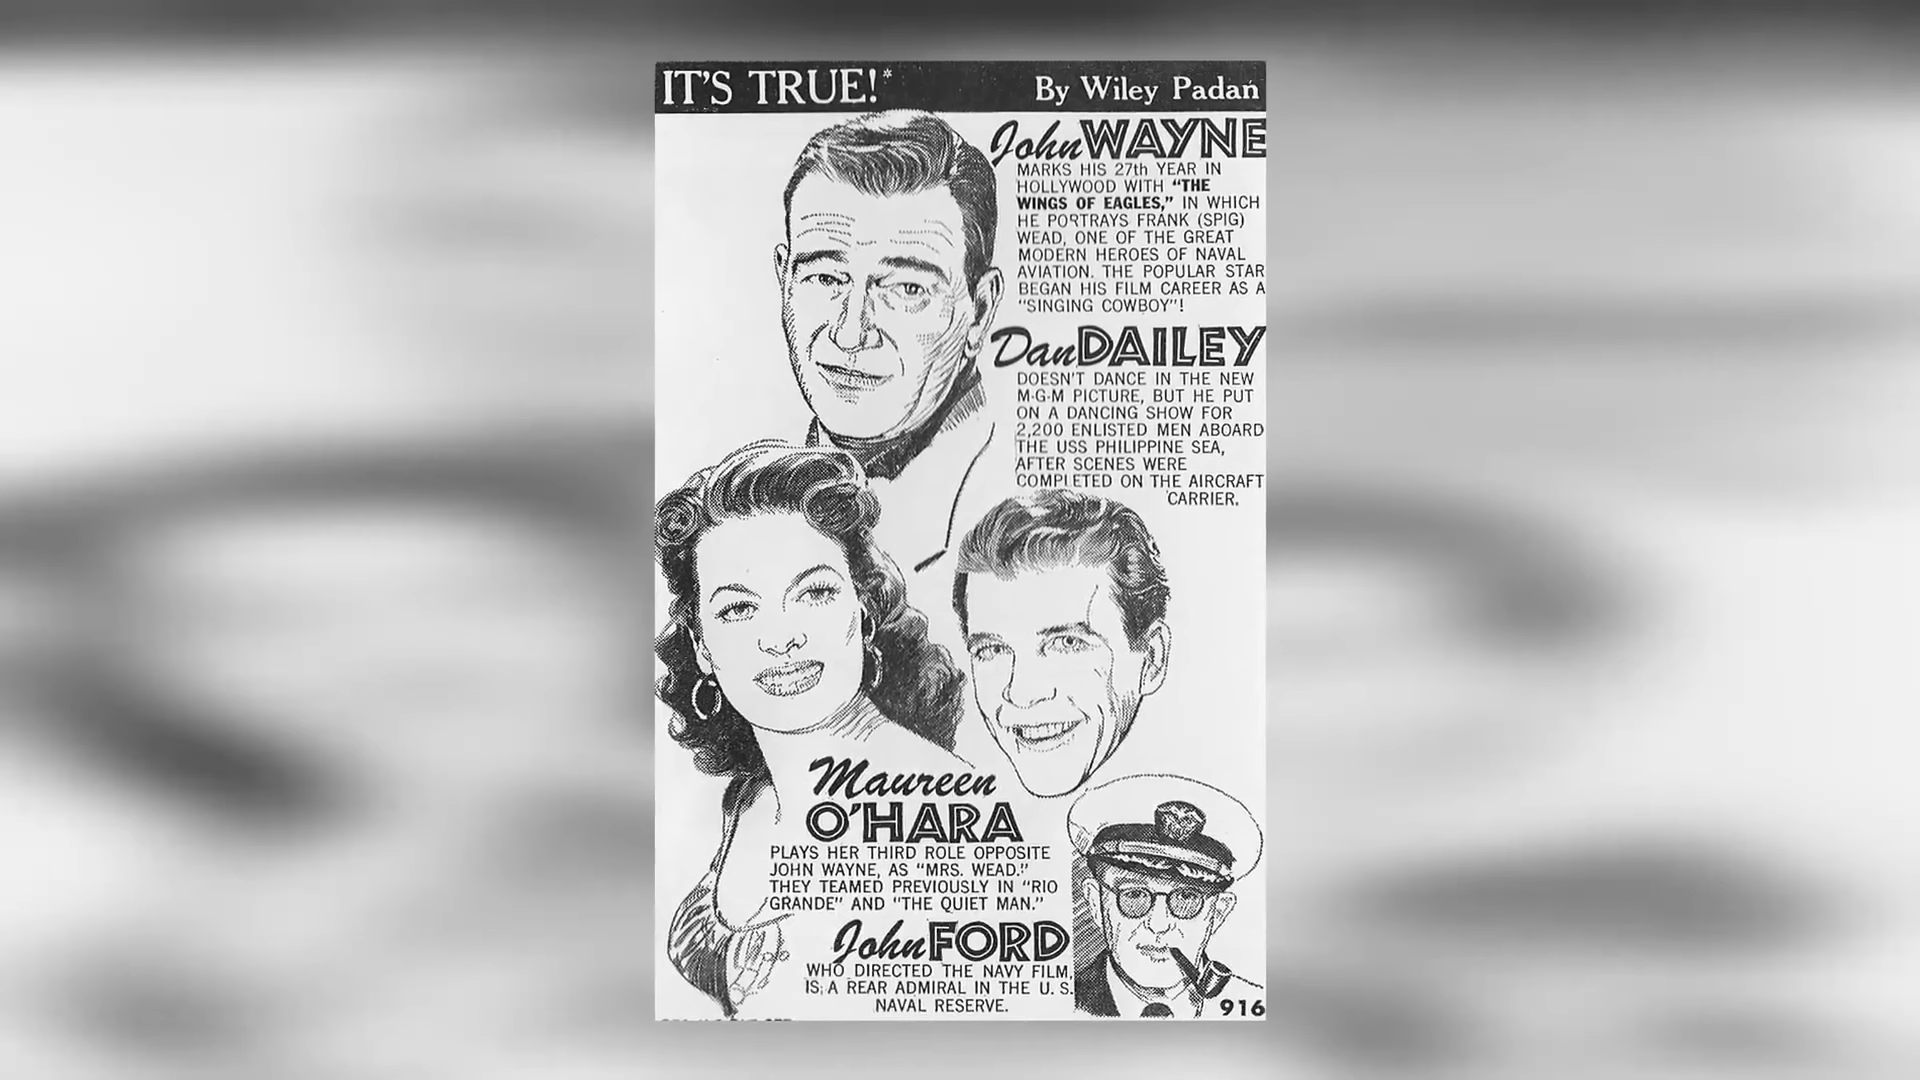 IT'S TRUE!*
By Wiley Padań
John WAYNE
MARKS HIS 27th YEAR IN
HOLLYWOOD WITH "THE
WINGS OF EAGLES," IN WHICH
HE PORTRAYS FRANK (SPIG)
WEAD, ONE OF THE GREAT
MODERN HEROES OF NAVAL
AVIATION. THE POPULAR STAR
BEGAN HIS FILM CAREER AS A
"SINGING COWBOY"!
Dan DAILEY
DOESN'T DANCE IN THE NEW
M-G-M PICTURE, BUT HE PUT
ON A DANCING SHOW FOR
2,200 ENLISTED MEN ABOARD
THE USS PHILIPPINE SEA,
AFTER SCENES WERE
COMPLETED ON THE AIRCRAFT
CARRIER.
Maureen
O'HARA
PLAYS HER THIRD ROLE OPPOSITE
JOHN WAYNE, AS "MRS. WEAD."
THEY TEAMED PREVIOUSLY IN "RIO
GRANDE" AND "THE QUIET MAN."
John FORD
WHO DIRECTED THE NAVY FILM,
IS A REAR ADMIRAL IN THE U. S.
NAVAL RESERVE.
916